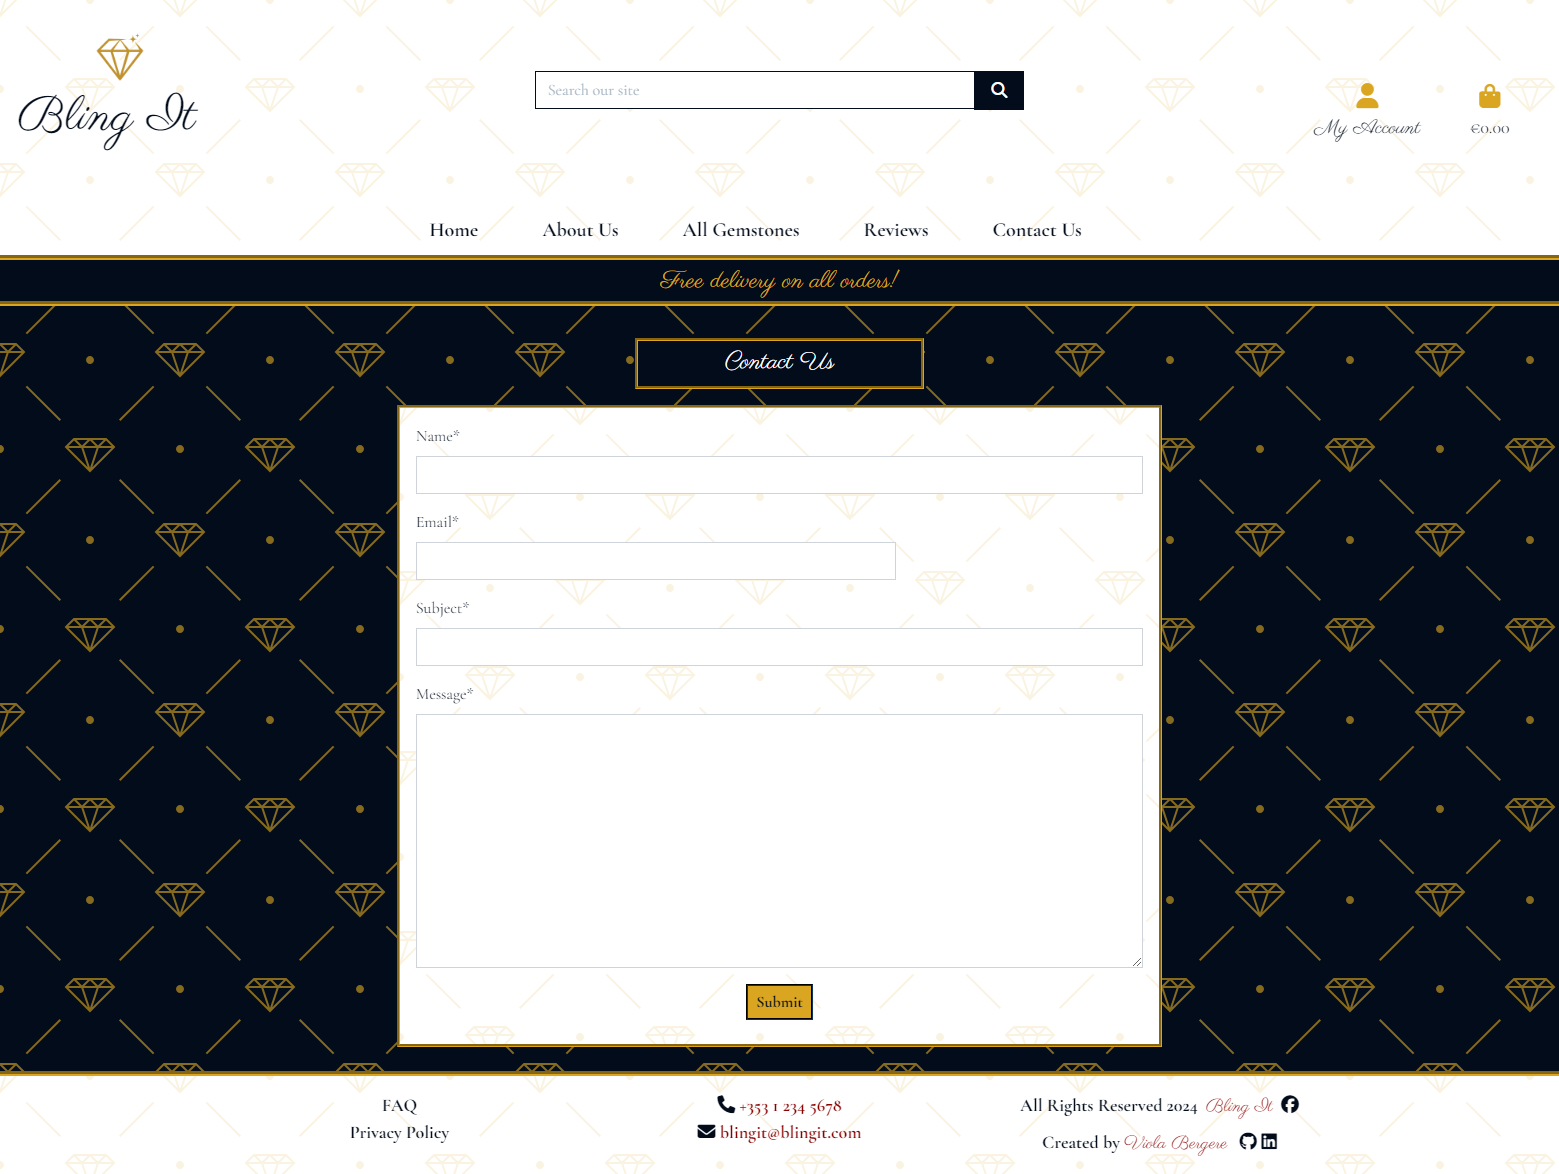 Bling It
Search our site
My Account
€0.00
Home About Us All Gemstones Reviews Contact Us
Free delivery on all orders!
Contact Us
Name*
Email*
Subject*
Message*
Submit
FAQ
Privacy Policy
+353 1 234 5678
blingit@blingit.com
All Rights Reserved 2024 Bling It
Created by Viola Bergere